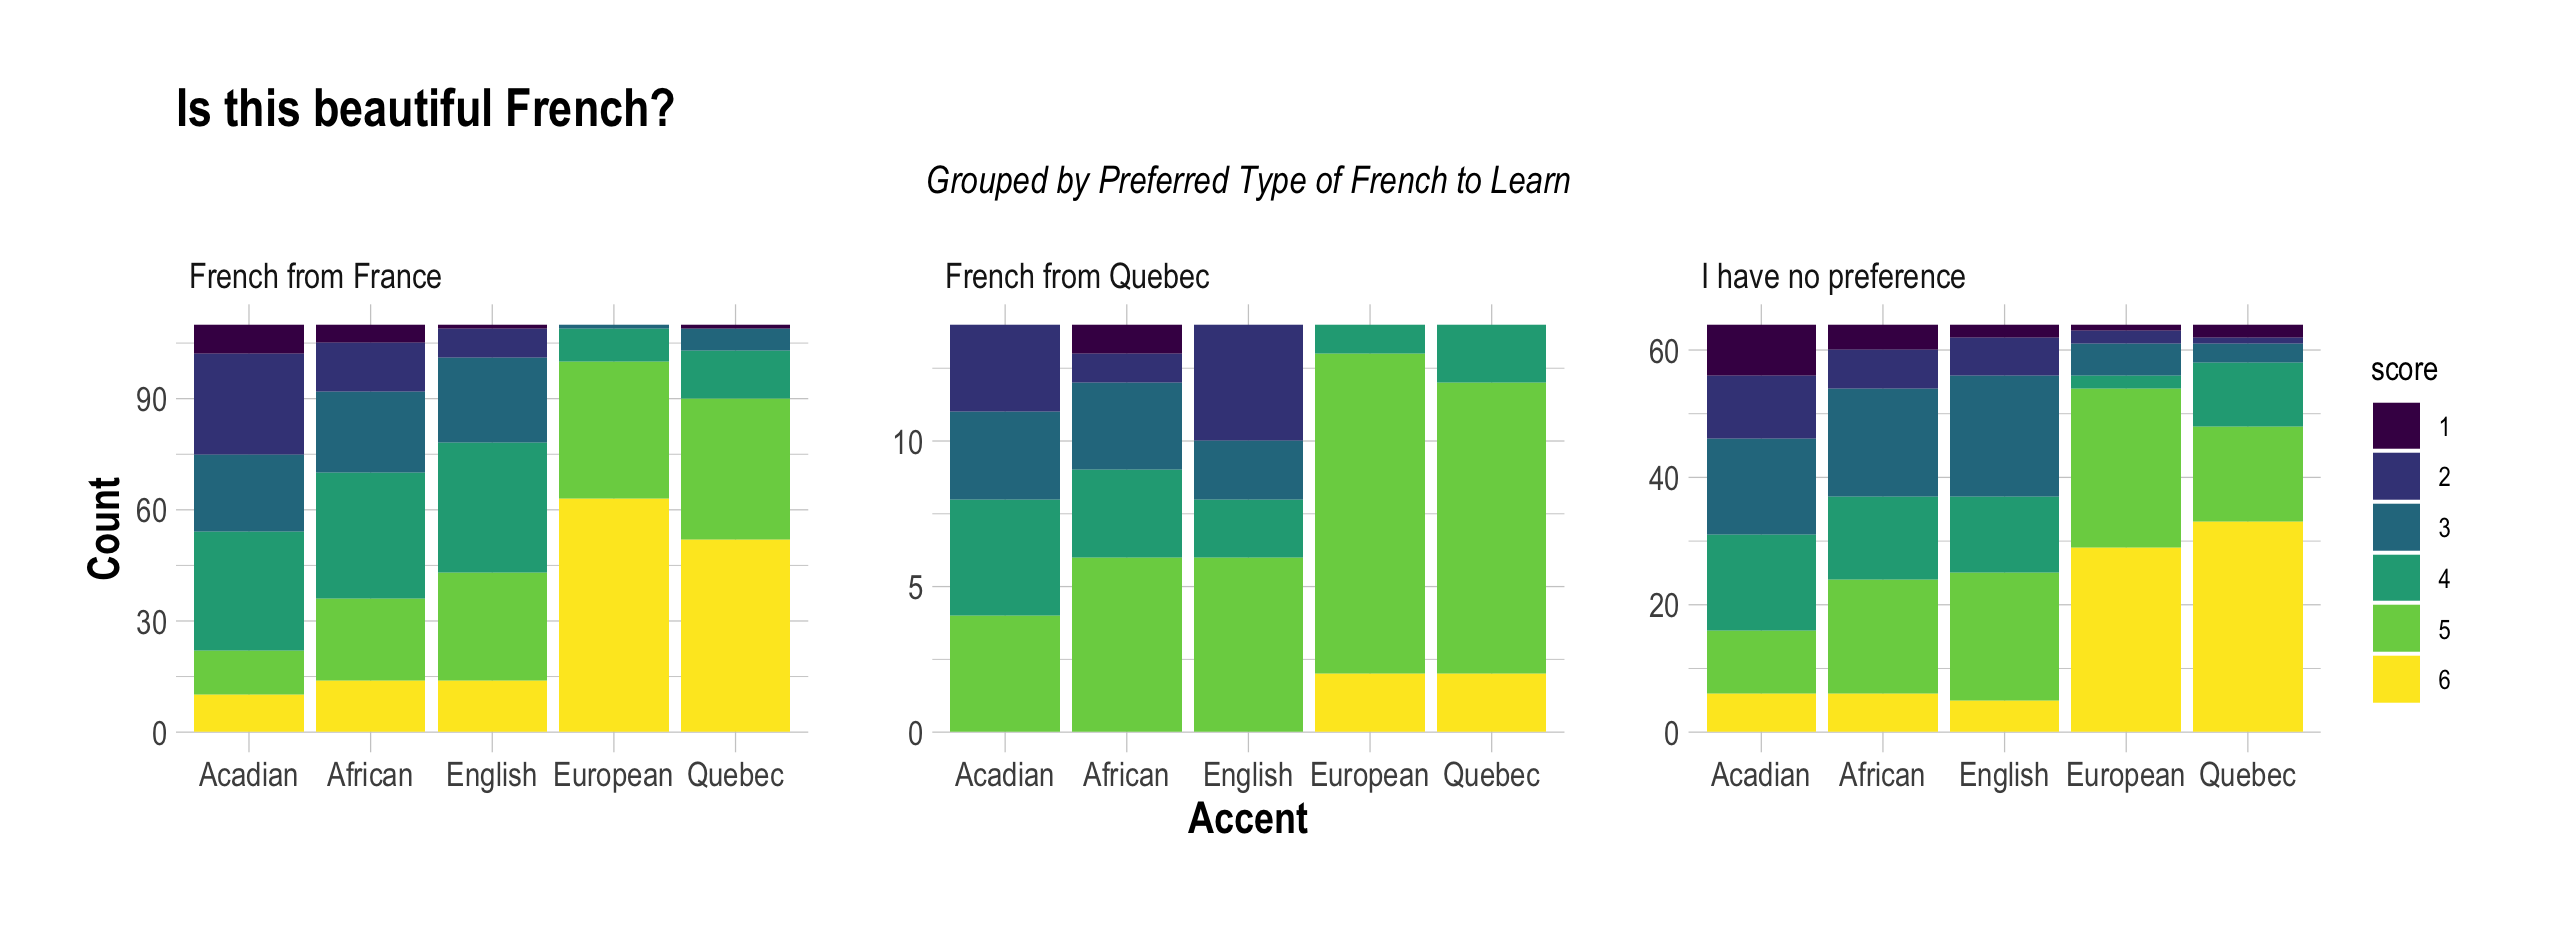 Is this beautiful French?
Grouped by Preferred Type of French to Learn
French from France
French from Quebec
I have no preference
Count
90
60
30
0
10
5
0
60
40
20
0
Acadian African English European Quebec
Acadian African English European Quebec
Acadian African English European Quebec
Accent
score
1
2
3
4
5
6